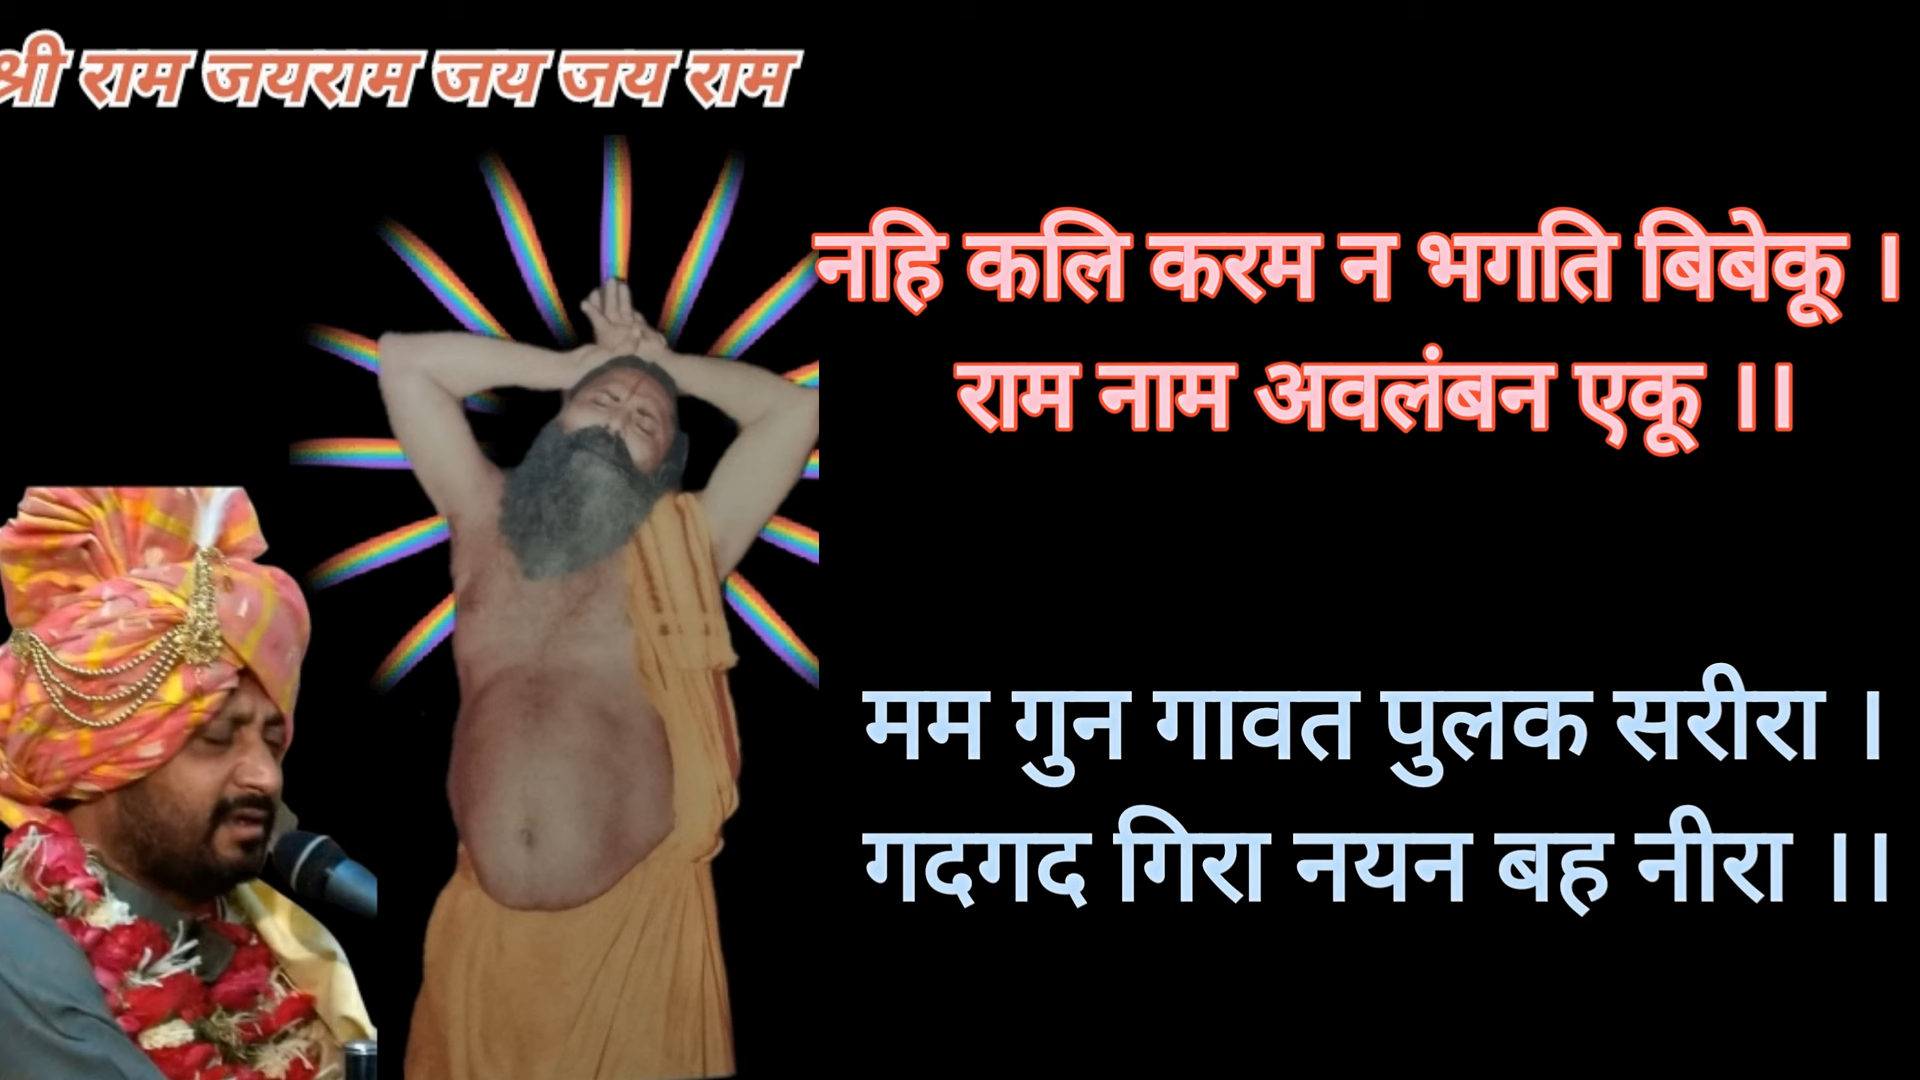 श्री राम जयराम जय जय राम
नहि कलि करम न भगति बिबेकू ।
राम नाम अवलंबन एकू ।।
मम गुन गावत पुलक सरीरा ।
गदगद गिरा नयन बह नीरा ।।